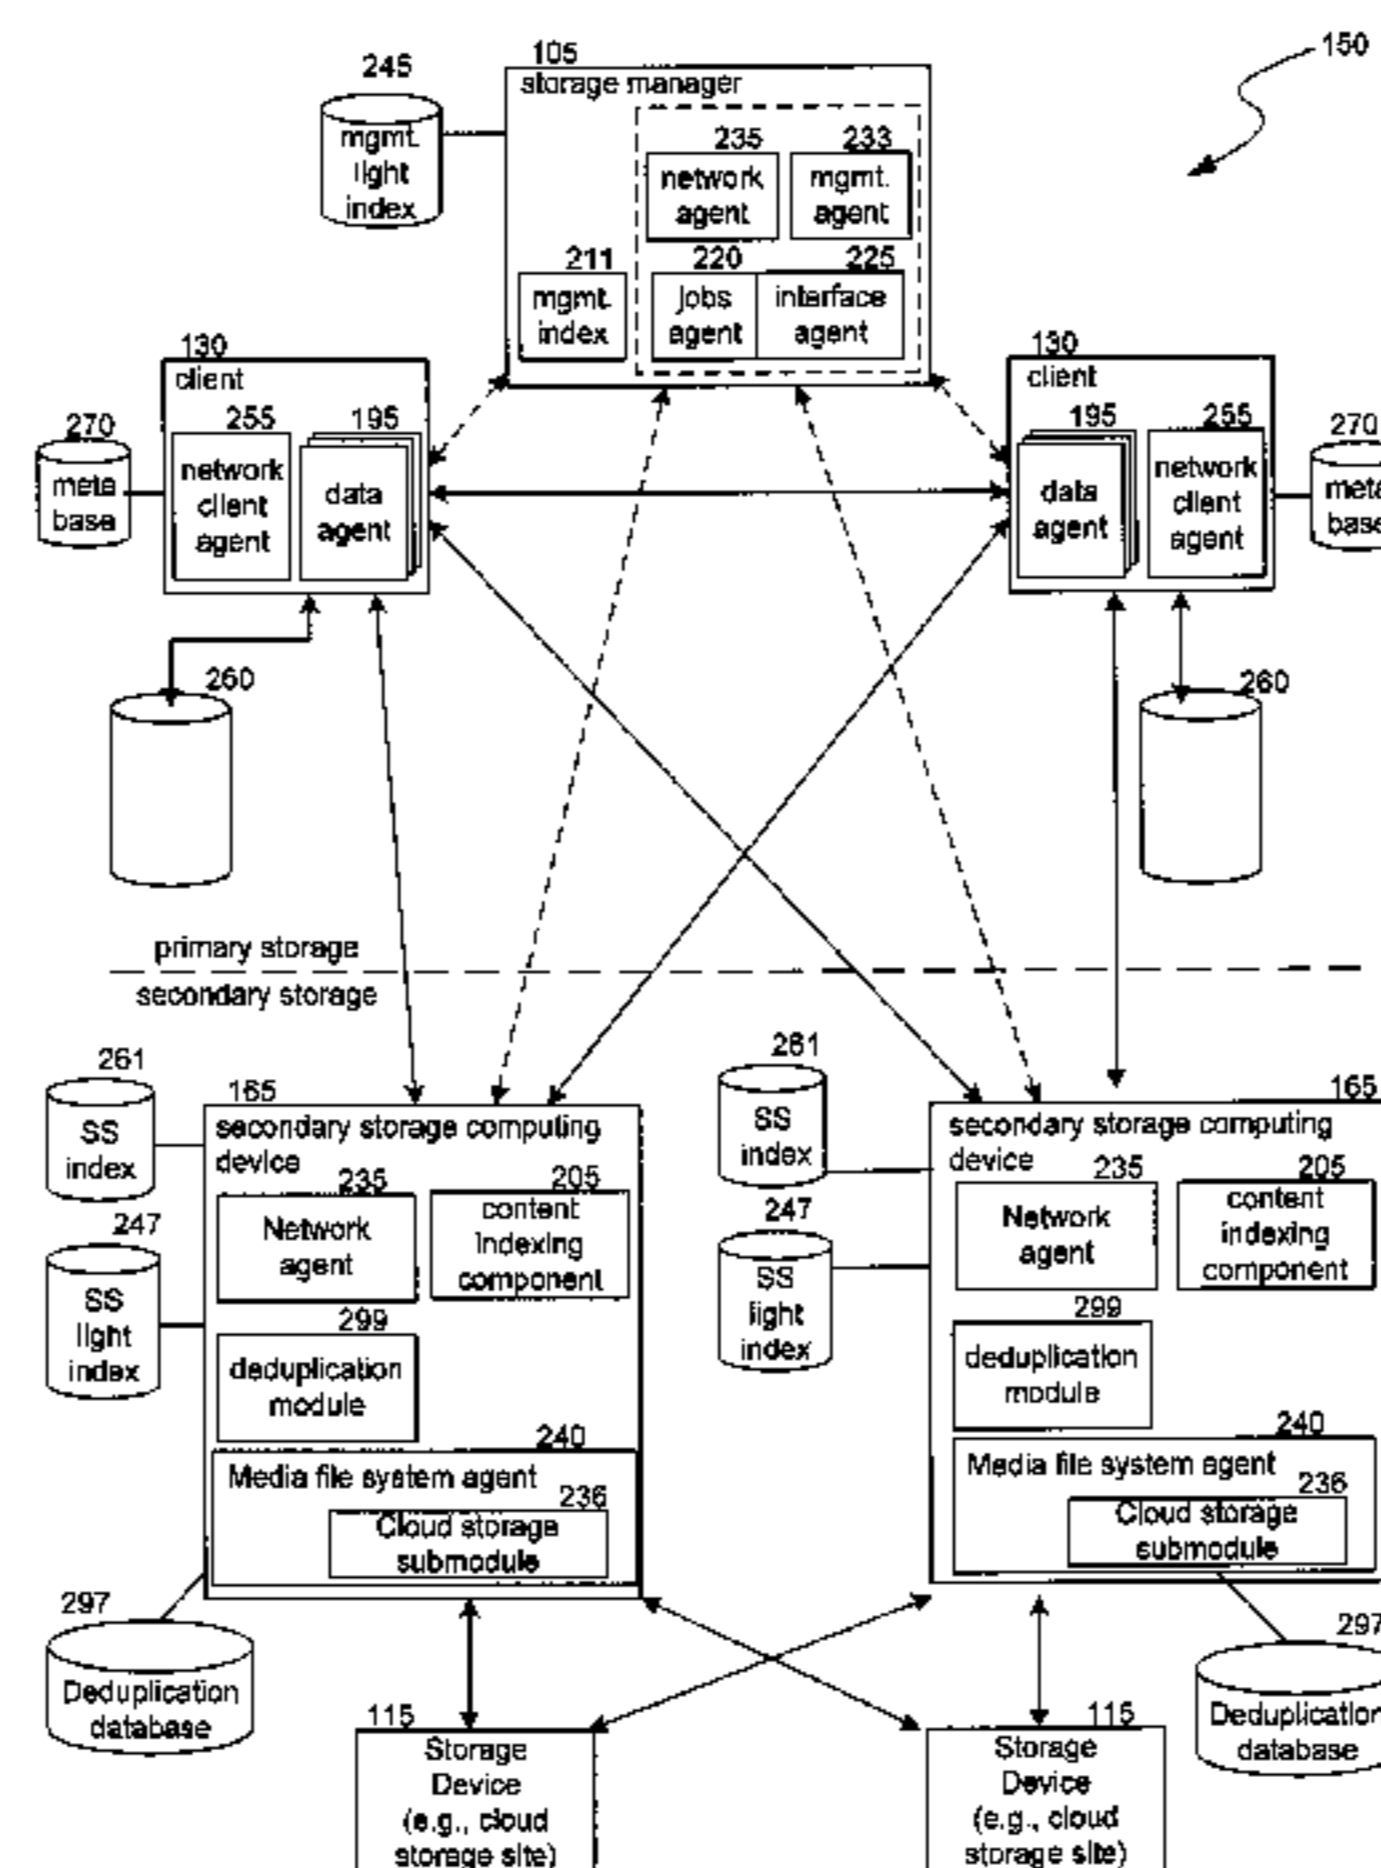 150
105
storage manager
245
mgmt.
light
index
235
network
agent
233
mgmt.
agent
211
mgmt.
index
220
jobs
agent
225
interface
agent
130
client
270
meta
base
255
network
client
agent
195
data
agent
130
client
195
data
agent
255
network
client
agent
270
meta
base
260
260
primary storage
secondary storage
261
SS
index
247
SS
light
index
165
secondary storage computing
device
235
Network
agent
205
content
indexing
component
299
deduplication
module
240
Media file system agent
236
Cloud storage
submodule
297
Deduplication
database
261
SS
index
247
SS
light
index
165
secondary storage computing
device
235
Network
agent
205
content
indexing
component
299
deduplication
module
240
Media file system agent
236
Cloud storage
submodule
297
Deduplication
database
115
Storage
Device
(e.g., cloud
storage site)
115
Storage
Device
(e.g., cloud
storage site)